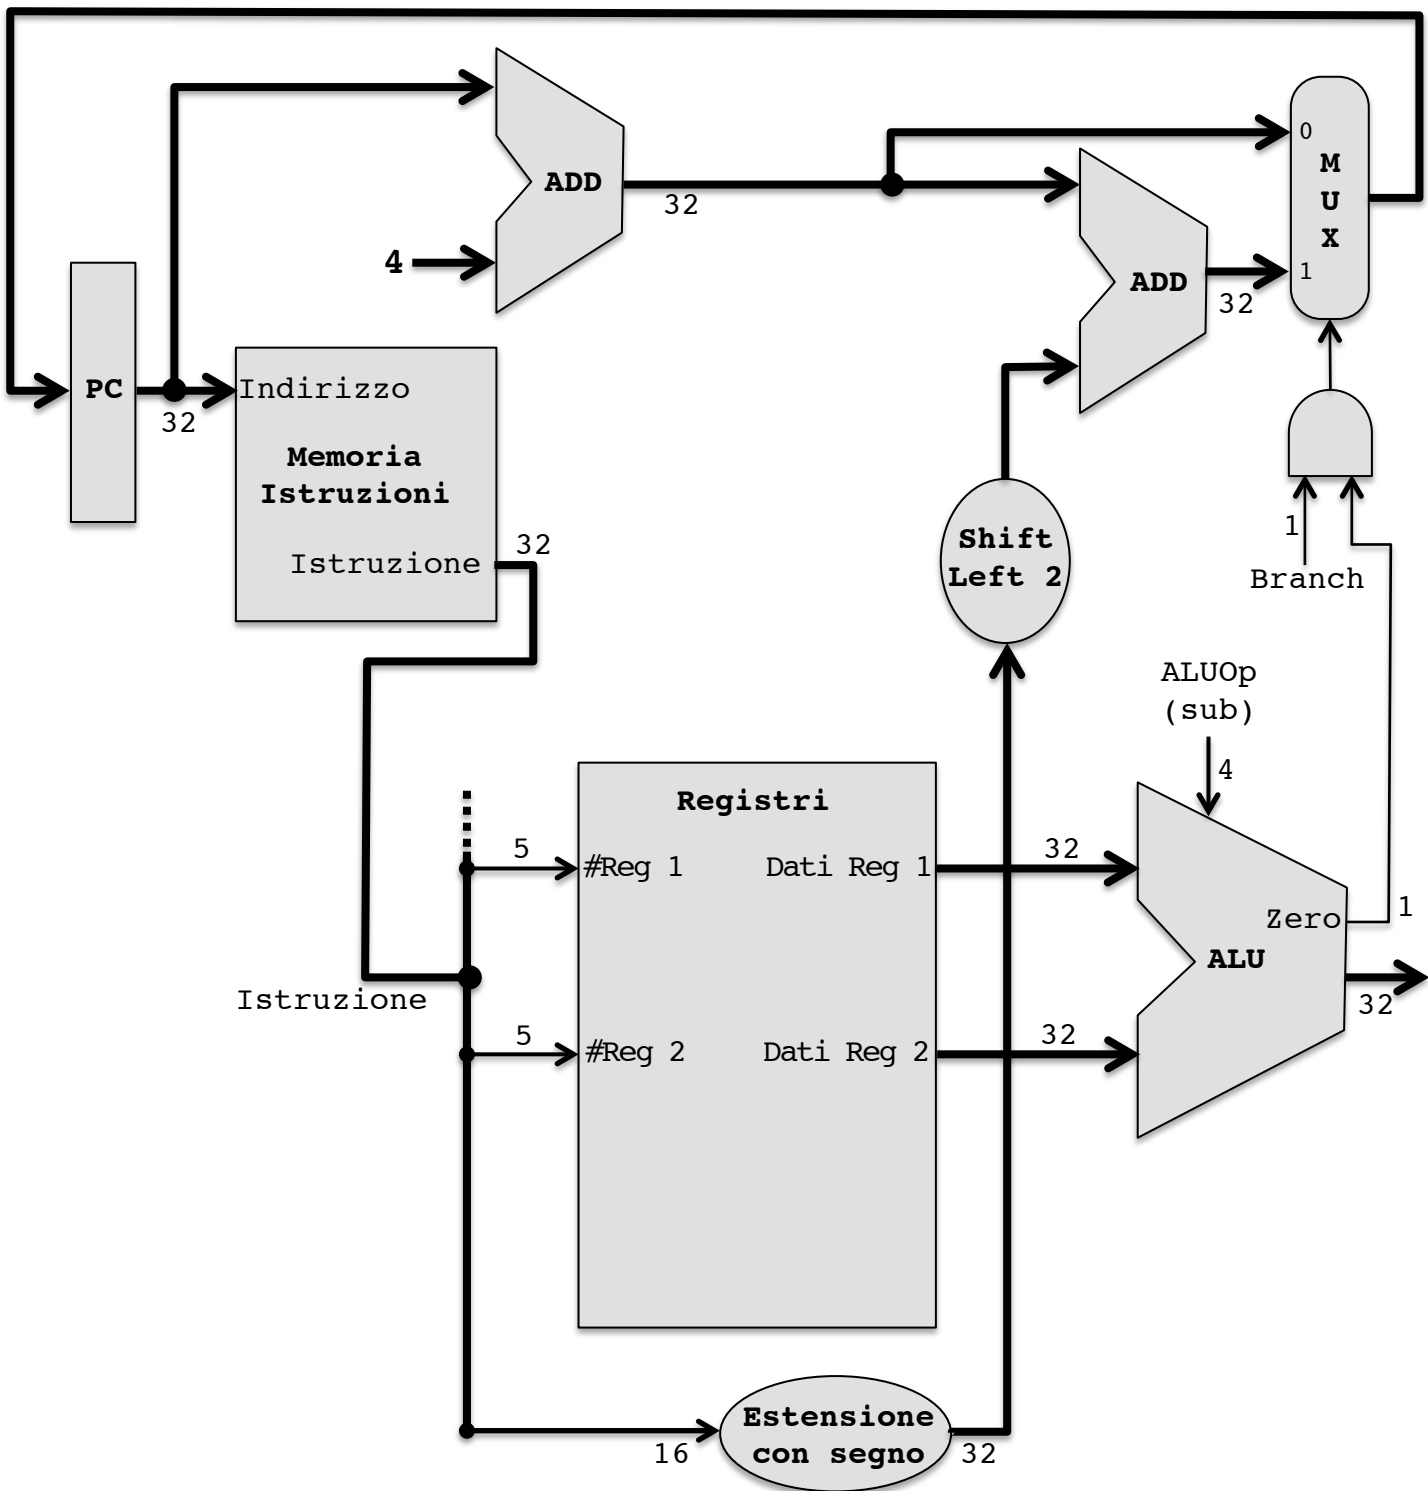 0
M
U
X
1
ADD
32
4
ADD
32
PC
32
Indirizzo
Memoria
Istruzioni
Istruzione
32
Shift
Left 2
1
Branch
ALUOp
(sub)
4
Registri
5
#Reg 1
Dati Reg 1
32
Zero
1
ALU
32
Istruzione
5
#Reg 2
Dati Reg 2
32
Estensione
con segno
16
32